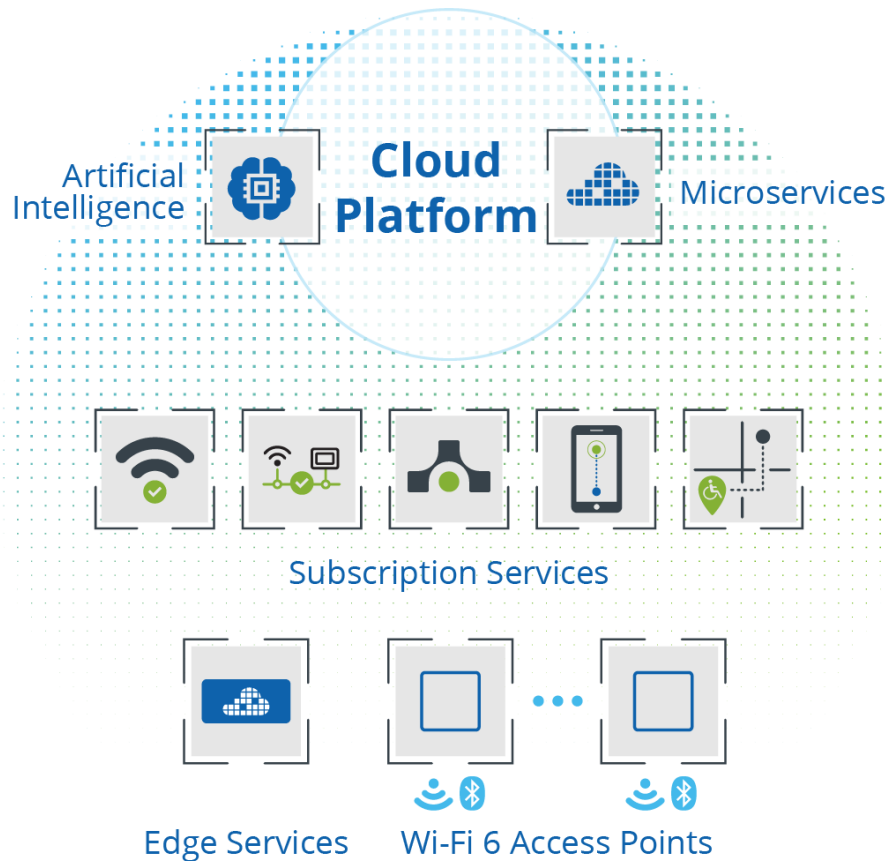 Cloud
Platform
Artificial
Intelligence
Microservices
Subscription Services
Edge Services
Wi-Fi 6 Access Points